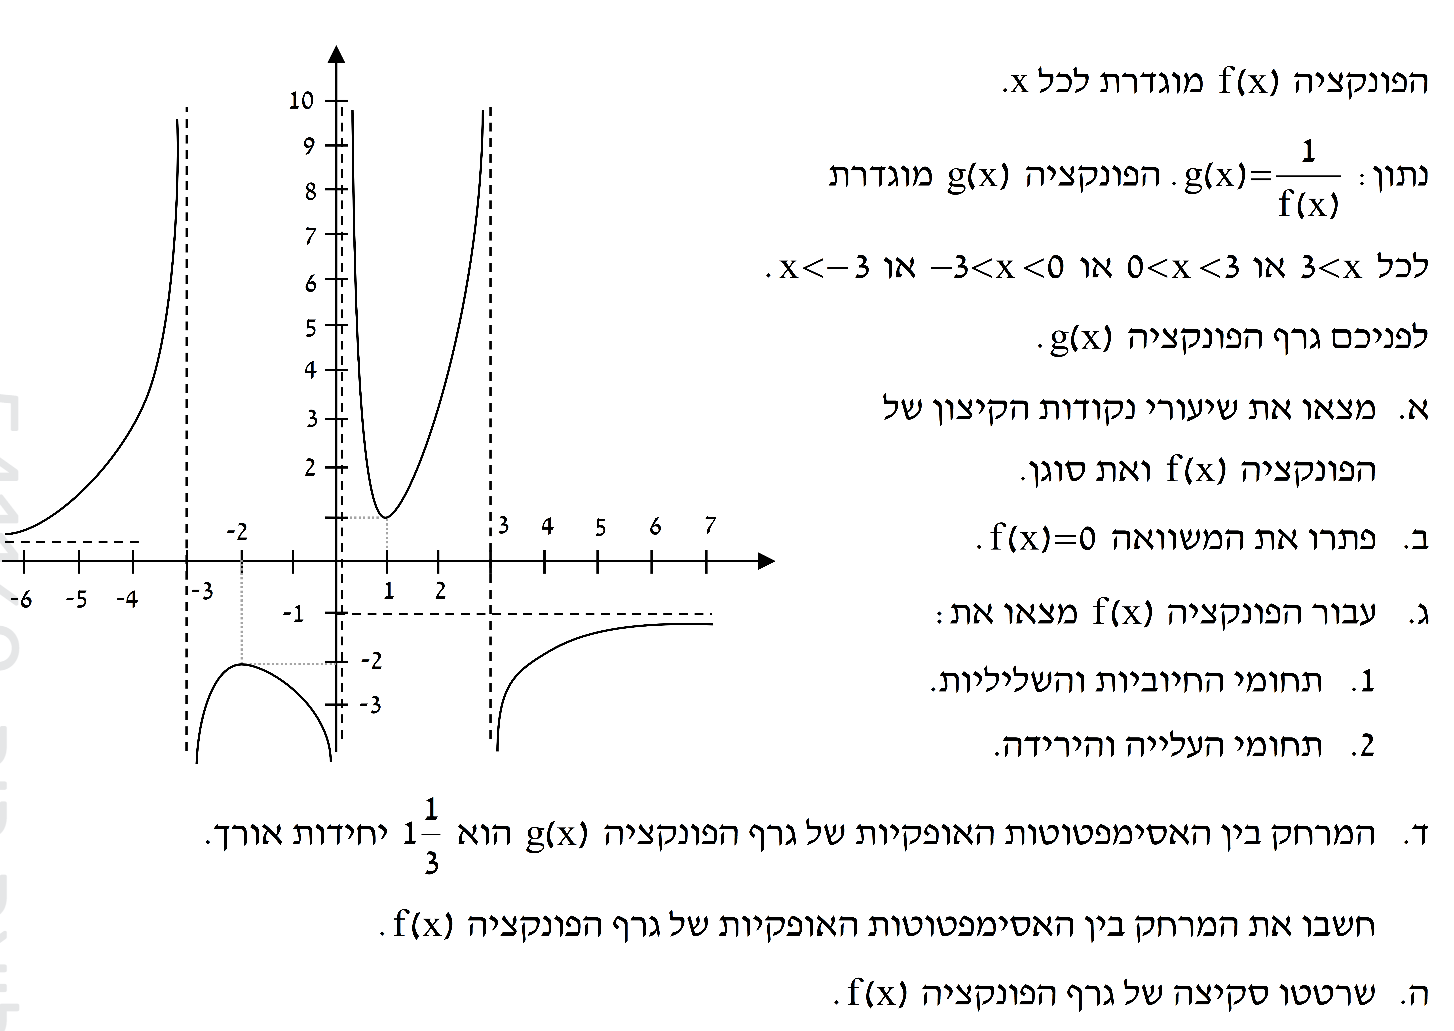 הפונקציה f(x) מוגדרת לכל x.
נתון: g(x)=1/f(x). הפונקציה g(x) מוגדרת
לכל 3<x או 0<x<3 או −3<x<0 או x<−3.
לפניכם גרף הפונקציה g(x).
א. מצאו את שיעורי נקודות הקיצון של
הפונקציה f(x) ואת סוגן.
ב. פתרו את המשוואה f(x)=0.
ג. עבור הפונקציה f(x) מצאו את:
1. תחומי החיוביות והשליליות.
2. תחומי העלייה והירידה.
ד. המרחק בין האסימפטוטות האופקיות של גרף הפונקציה g(x) הוא 1 1/3 יחידות אורך.
חשבו את המרחק בין האסימפטוטות האופקיות של גרף הפונקציה f(x).
ה. שרטטו סקיצה של גרף הפונקציה f(x).
10
9
8
7
6
5
4
3
2
-2 3 4 5 6 7
-6 -5 -4 -3 1 2
-1
-2
-3